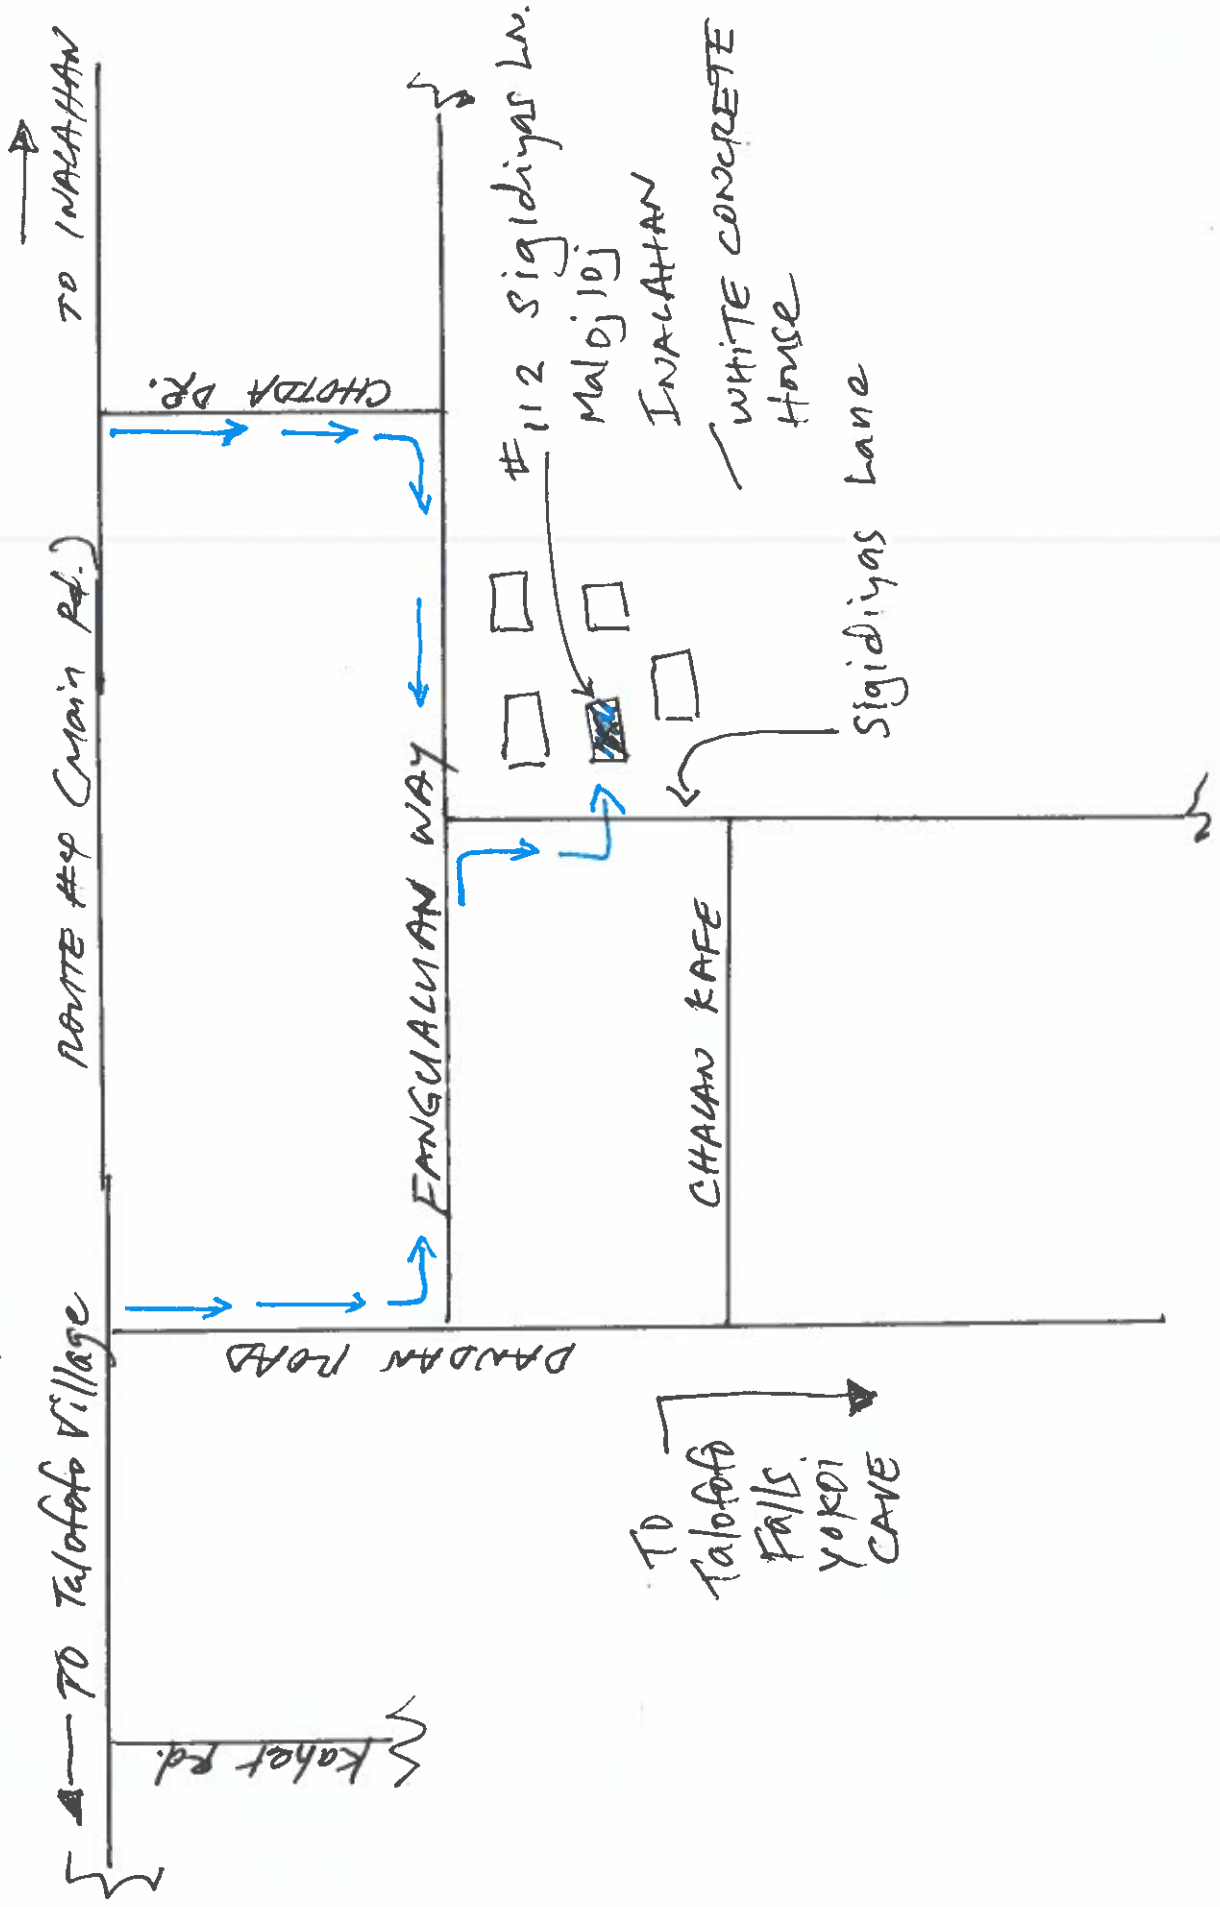 TO INALAHAN
ROUTE #4 (Main Rd.)
TO Talofofo Village
Kahet Rd.
DANDAN ROAD
CHOTDA DR.
FANGUALUAN WAY
#112 Sigidiyas Ln.
Malojloj
INALAHAN
WHITE CONCRETE
House
Sigidiyas Lane
CHALAN KAFE
TO
Talofofo
Falls.
YOKOI
CAVE